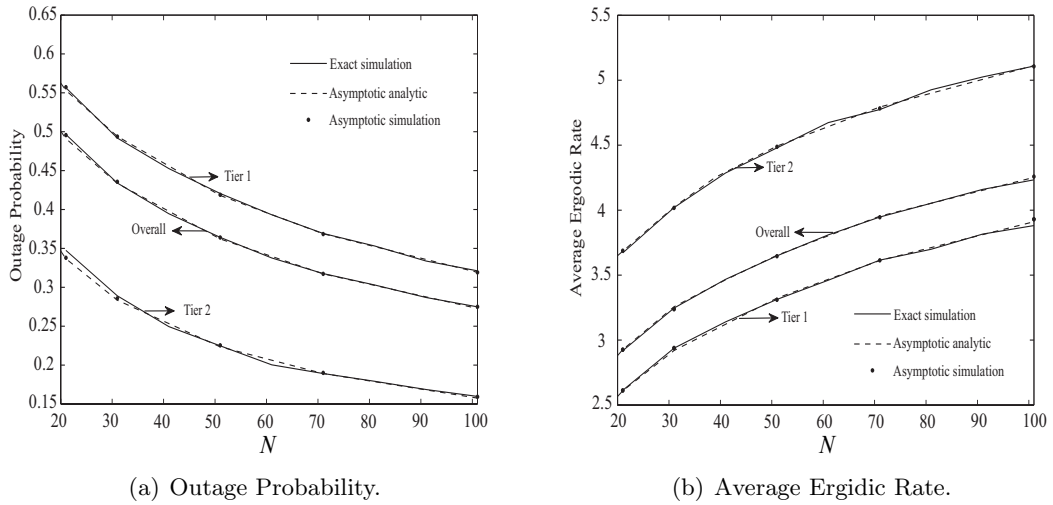 0.65
0.6
0.55
0.5
0.45
0.4
0.35
0.3
0.25
0.2
0.15
Outage Probability
Exact simulation
Asymptotic analytic
Asymptotic simulation
Tier 1
Overall
Tier 2
20 30 40 50 60 70 80 90 100
N
(a) Outage Probability.
5.5
5
4.5
4
3.5
3
2.5
Average Ergodic Rate
Tier 2
Overall
Tier 1
Exact simulation
Asymptotic analytic
Asymptotic simulation
20 30 40 50 60 70 80 90 100
N
(b) Average Ergidic Rate.